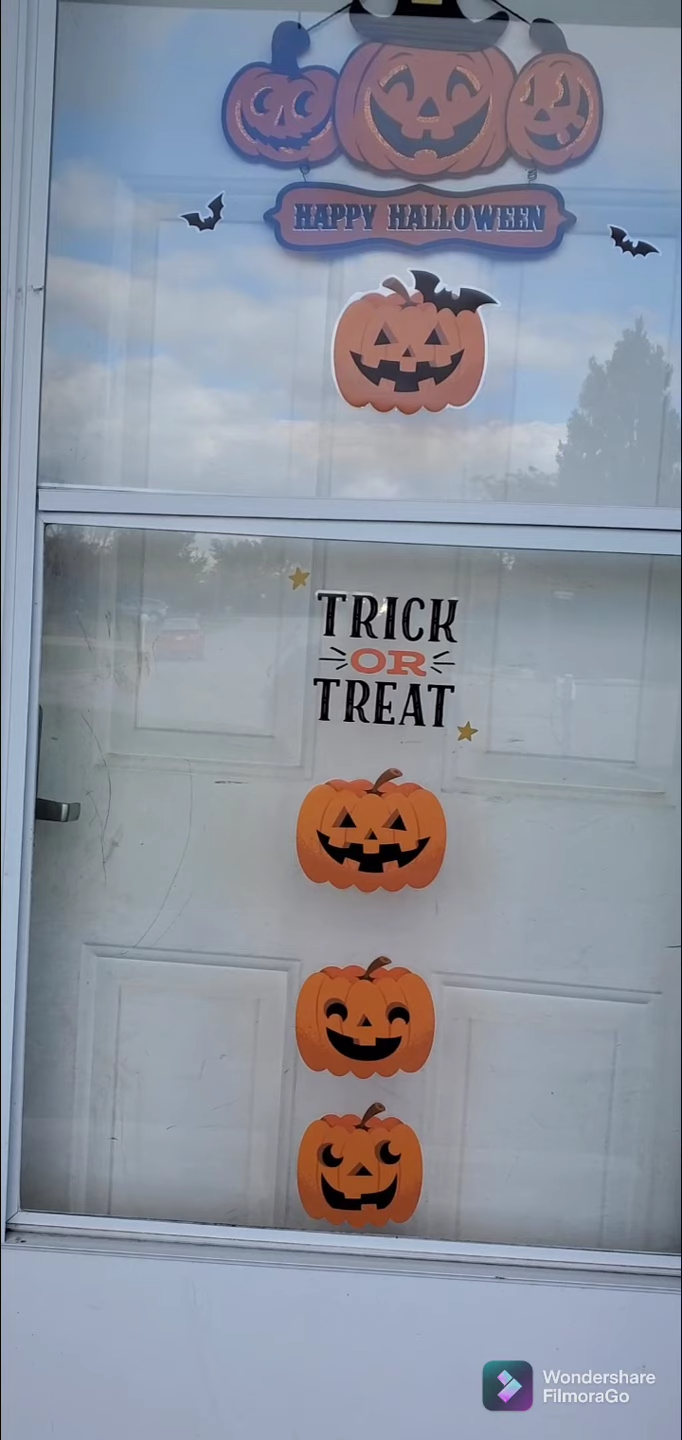 HAPPY HALLOWEEN
TRICK
OR
TREAT
Wondershare
FilmoraGo